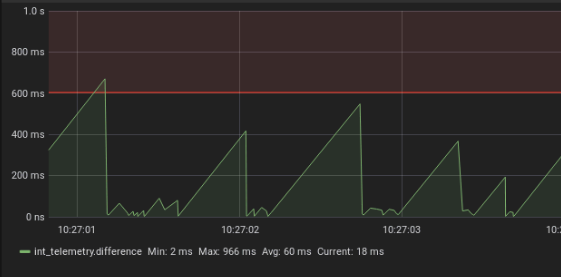 1.0 s
800 ms
600 ms
400 ms
200 ms
0 ns
10:27:01 10:27:02 10:27:03
int_telemetry.difference Min: 2 ms Max: 966 ms Avg: 60 ms Current: 18 ms